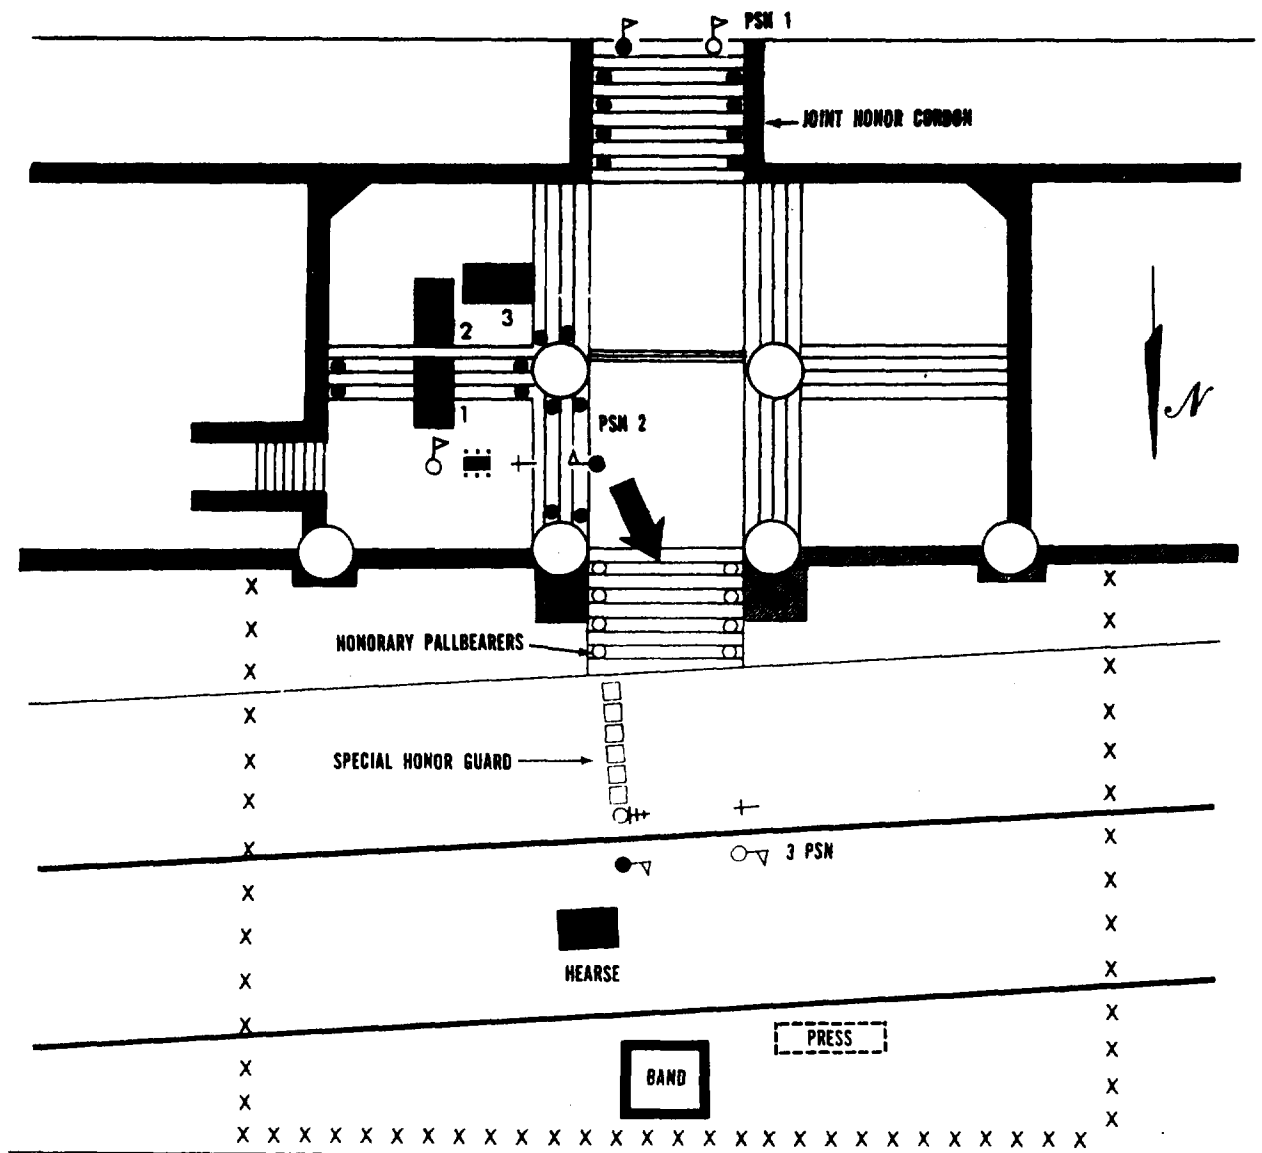 PSN 1
JOINT HONOR CORDON
3
2
1
PSN 2
N
HONORARY PALLBEARERS
SPECIAL HONOR GUARD
3 PSN
HEARSE
PRESS
BAND